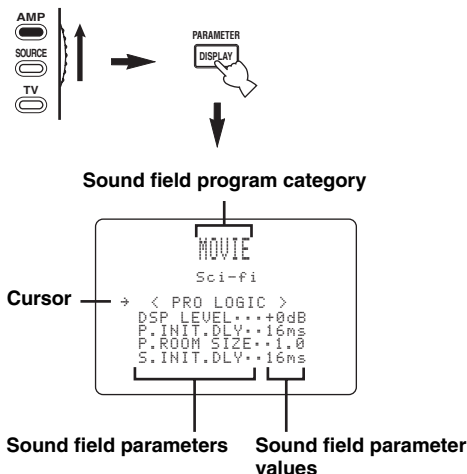 AMP
SOURCE
TV
PARAMETER
DISPLAY
Sound field program category
MOVIE
Sci-fi
Cursor
→ < PRO LOGIC >
DSP LEVEL···+0dB
P.INIT.DLY··16ms
P.ROOM SIZE··1.0
S.INIT.DLY··16ms
Sound field parameters
Sound field parameter
values